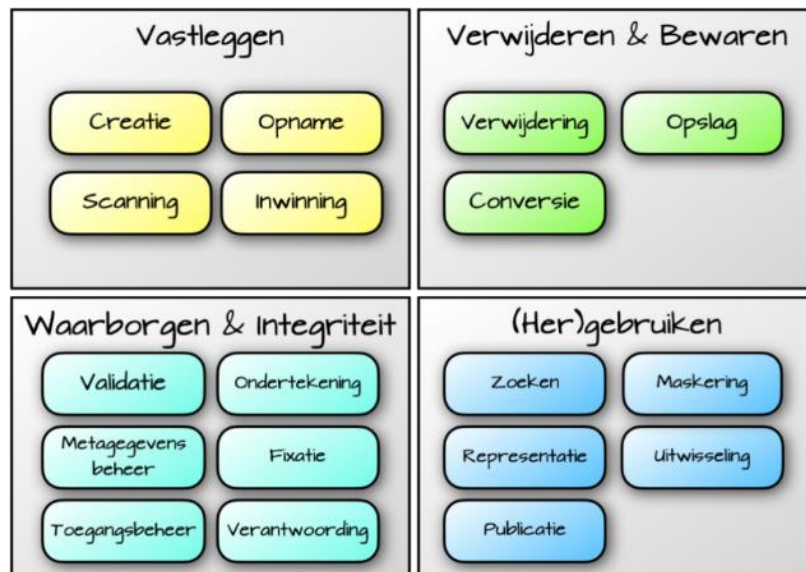 Vastleggen
Creatie
Opname
Scanning
Inwinning
Verwijderen & Bewaren
Verwijdering
Opslag
Conversie
Waarborgen & Integriteit
Validatie
Ondertekening
Metagegevens
beheer
Fixatie
Toegangsbeheer
Verantwoording
(Her)gebruiken
Zoeken
Maskering
Representatie
Uitwisseling
Publicatie